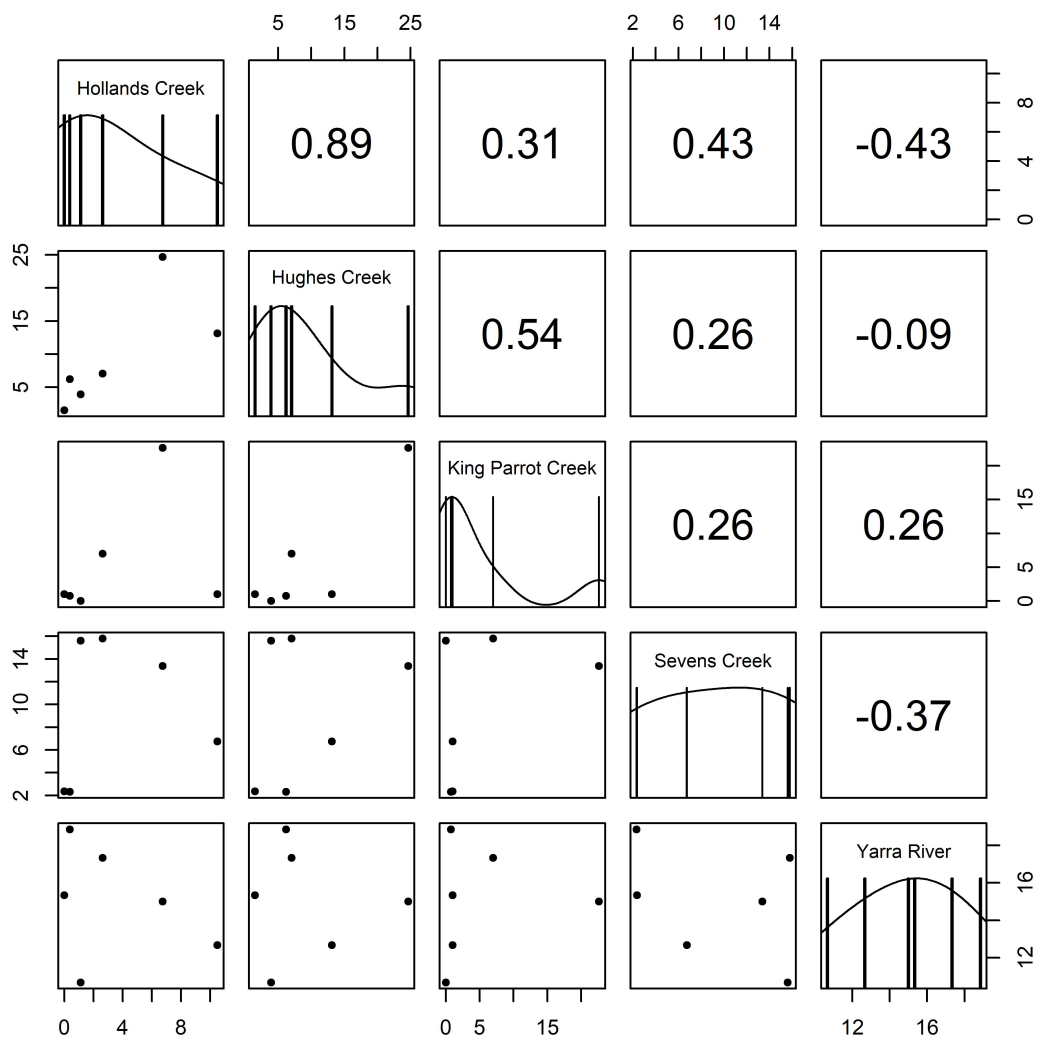 5 15 25 2 6 10 14
Hollands Creek 0.89 0.31 0.43 -0.43 0 4 8
5 15 25 Hughes Creek 0.54 0.26 -0.09
King Parrot Creek 0.26 0.26 0 5 15
2 6 10 14 Sevens Creek -0.37
Yarra River 12 16
0 4 8 0 5 15 12 16